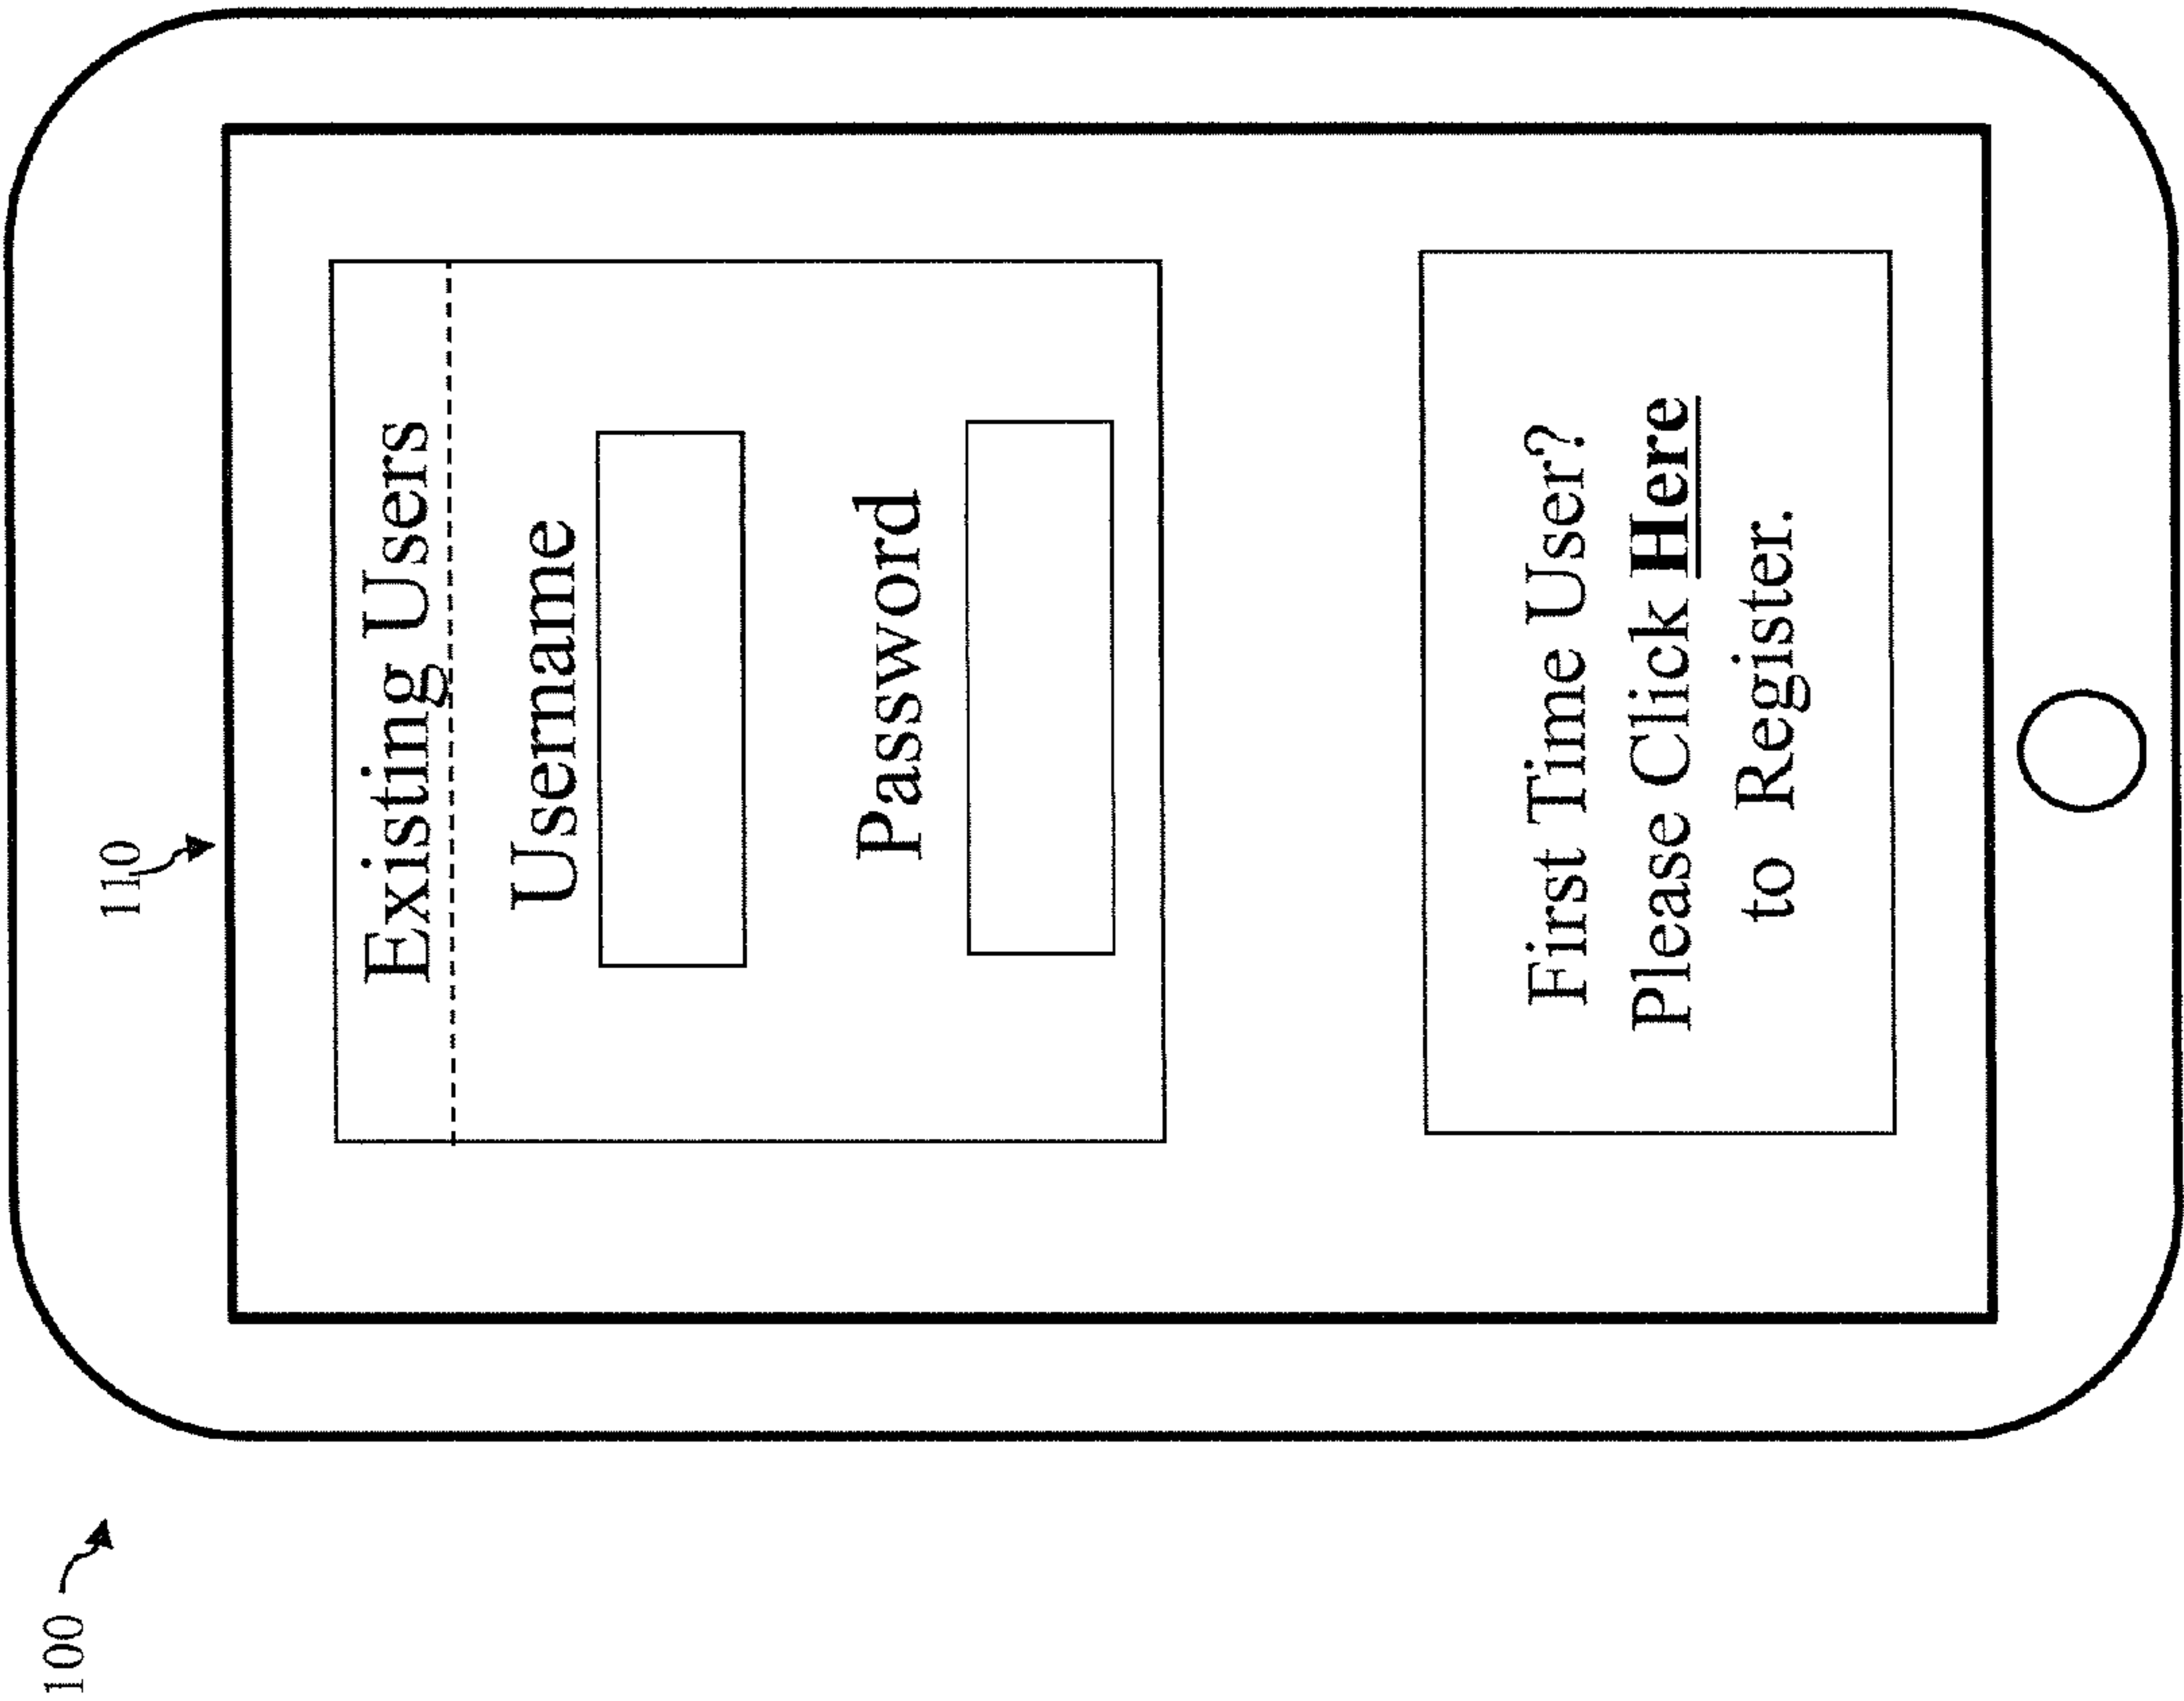 100
110
Existing Users
Username
Password
First Time User?
Please Click Here
to Register.